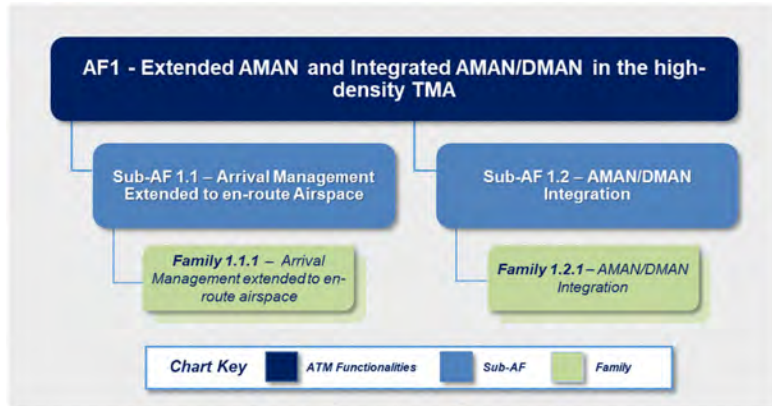 AF1 - Extended AMAN and Integrated AMAN/DMAN in the high-
density TMA
Sub-AF 1.1 – Arrival Management
Extended to en-route Airspace
Sub-AF 1.2 – AMAN/DMAN
Integration
Family 1.1.1 – Arrival
Management extended to en-
route airspace
Family 1.2.1 – AMAN/DMAN
Integration
Chart Key
ATM Functionalities
Sub-AF
Family